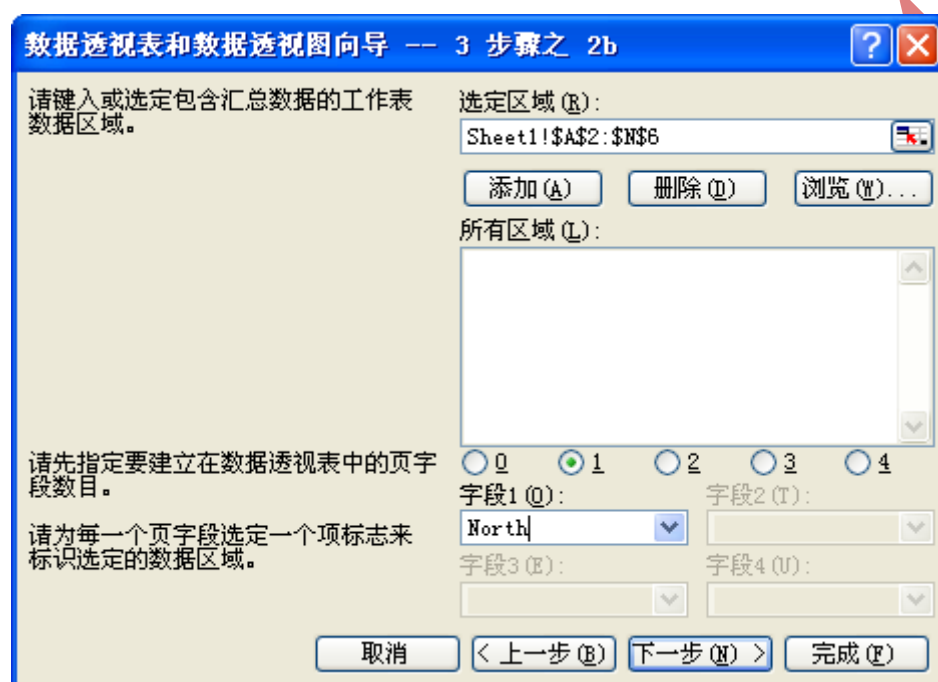 数据透视表和数据透视图向导 -- 3 步骤之 2b
请键入或选定包含汇总数据的工作表
数据区域。
选定区域(R):
Sheet1!$A$2:$N$6
添加(A) 删除(D) 浏览(W)...
所有区域(L):
请先指定要建立在数据透视表中的页字
段数目。
0 1 2 3 4
请为每一个页字段选定一个项标志来
标识选定的数据区域。
字段1(O): 字段2(T):
North
字段3(E): 字段4(U):
取消 < 上一步(B) 下一步(N) > 完成(F)